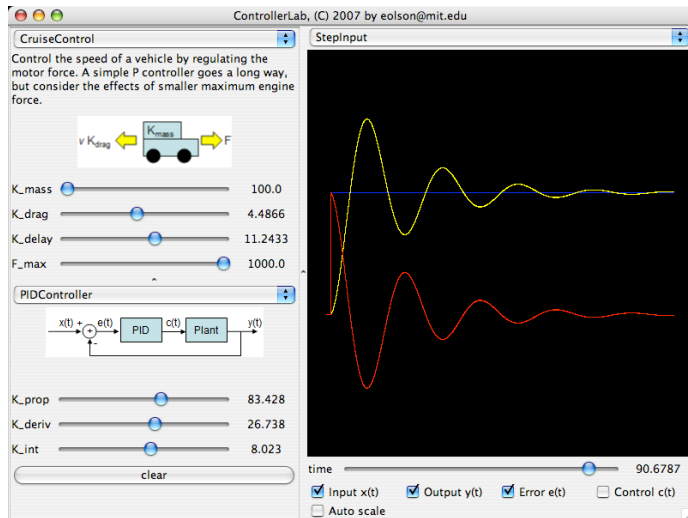 ControllerLab, (C) 2007 by eolson@mit.edu
CruiseControl
Control the speed of a vehicle by regulating the
motor force. A simple P controller goes a long way,
but consider the effects of smaller maximum engine
force.
v K_drag K_mass F
K_mass 100.0
K_drag 4.4866
K_delay 11.2433
F_max 1000.0
PIDController
x(t) + e(t) PID c(t) Plant y(t)
-
K_prop 83.428
K_deriv 26.738
K_int 8.023
clear
StepInput
time 90.6787
Input x(t) Output y(t) Error e(t) Control c(t)
Auto scale